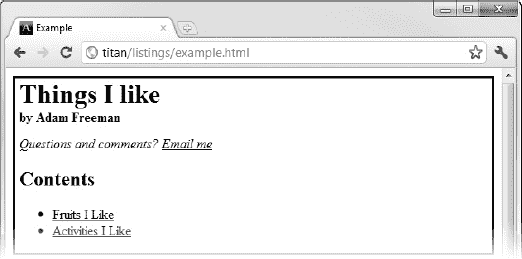 Example
titan/listings/example.html
Things I like
by Adam Freeman
Questions and comments? Email me
Contents
• Fruits I Like
• Activities I Like